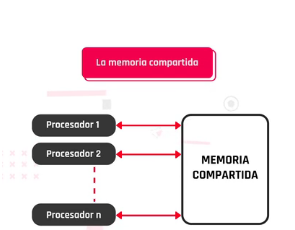 La memoria compartida
Procesador 1
Procesador 2
MEMORIA
COMPARTIDA
Procesador n